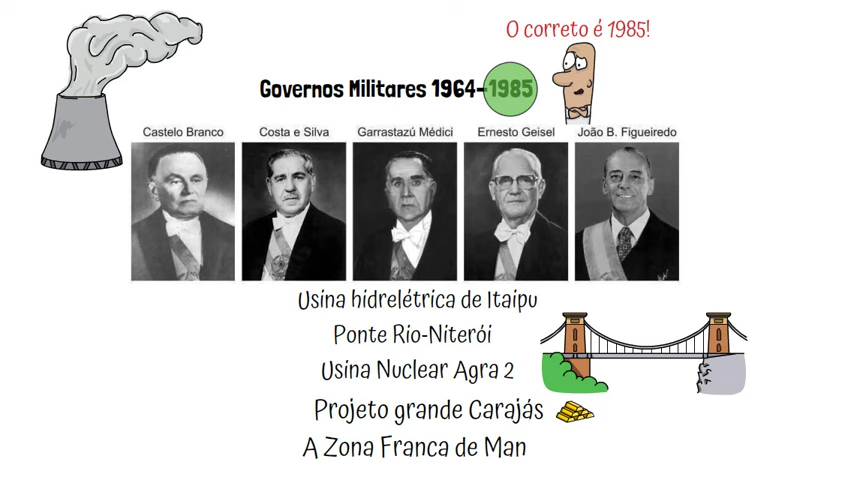 O correto é 1985!
Governos Militares 1964-1985
Castelo Branco Costa e Silva Garrastazú Médici Ernesto Geisel João B. Figueiredo
Usina hidrelétrica de Itaipu
Ponte Rio-Niterói
Usina Nuclear Agra 2
Projeto grande Carajás
A Zona Franca de Man